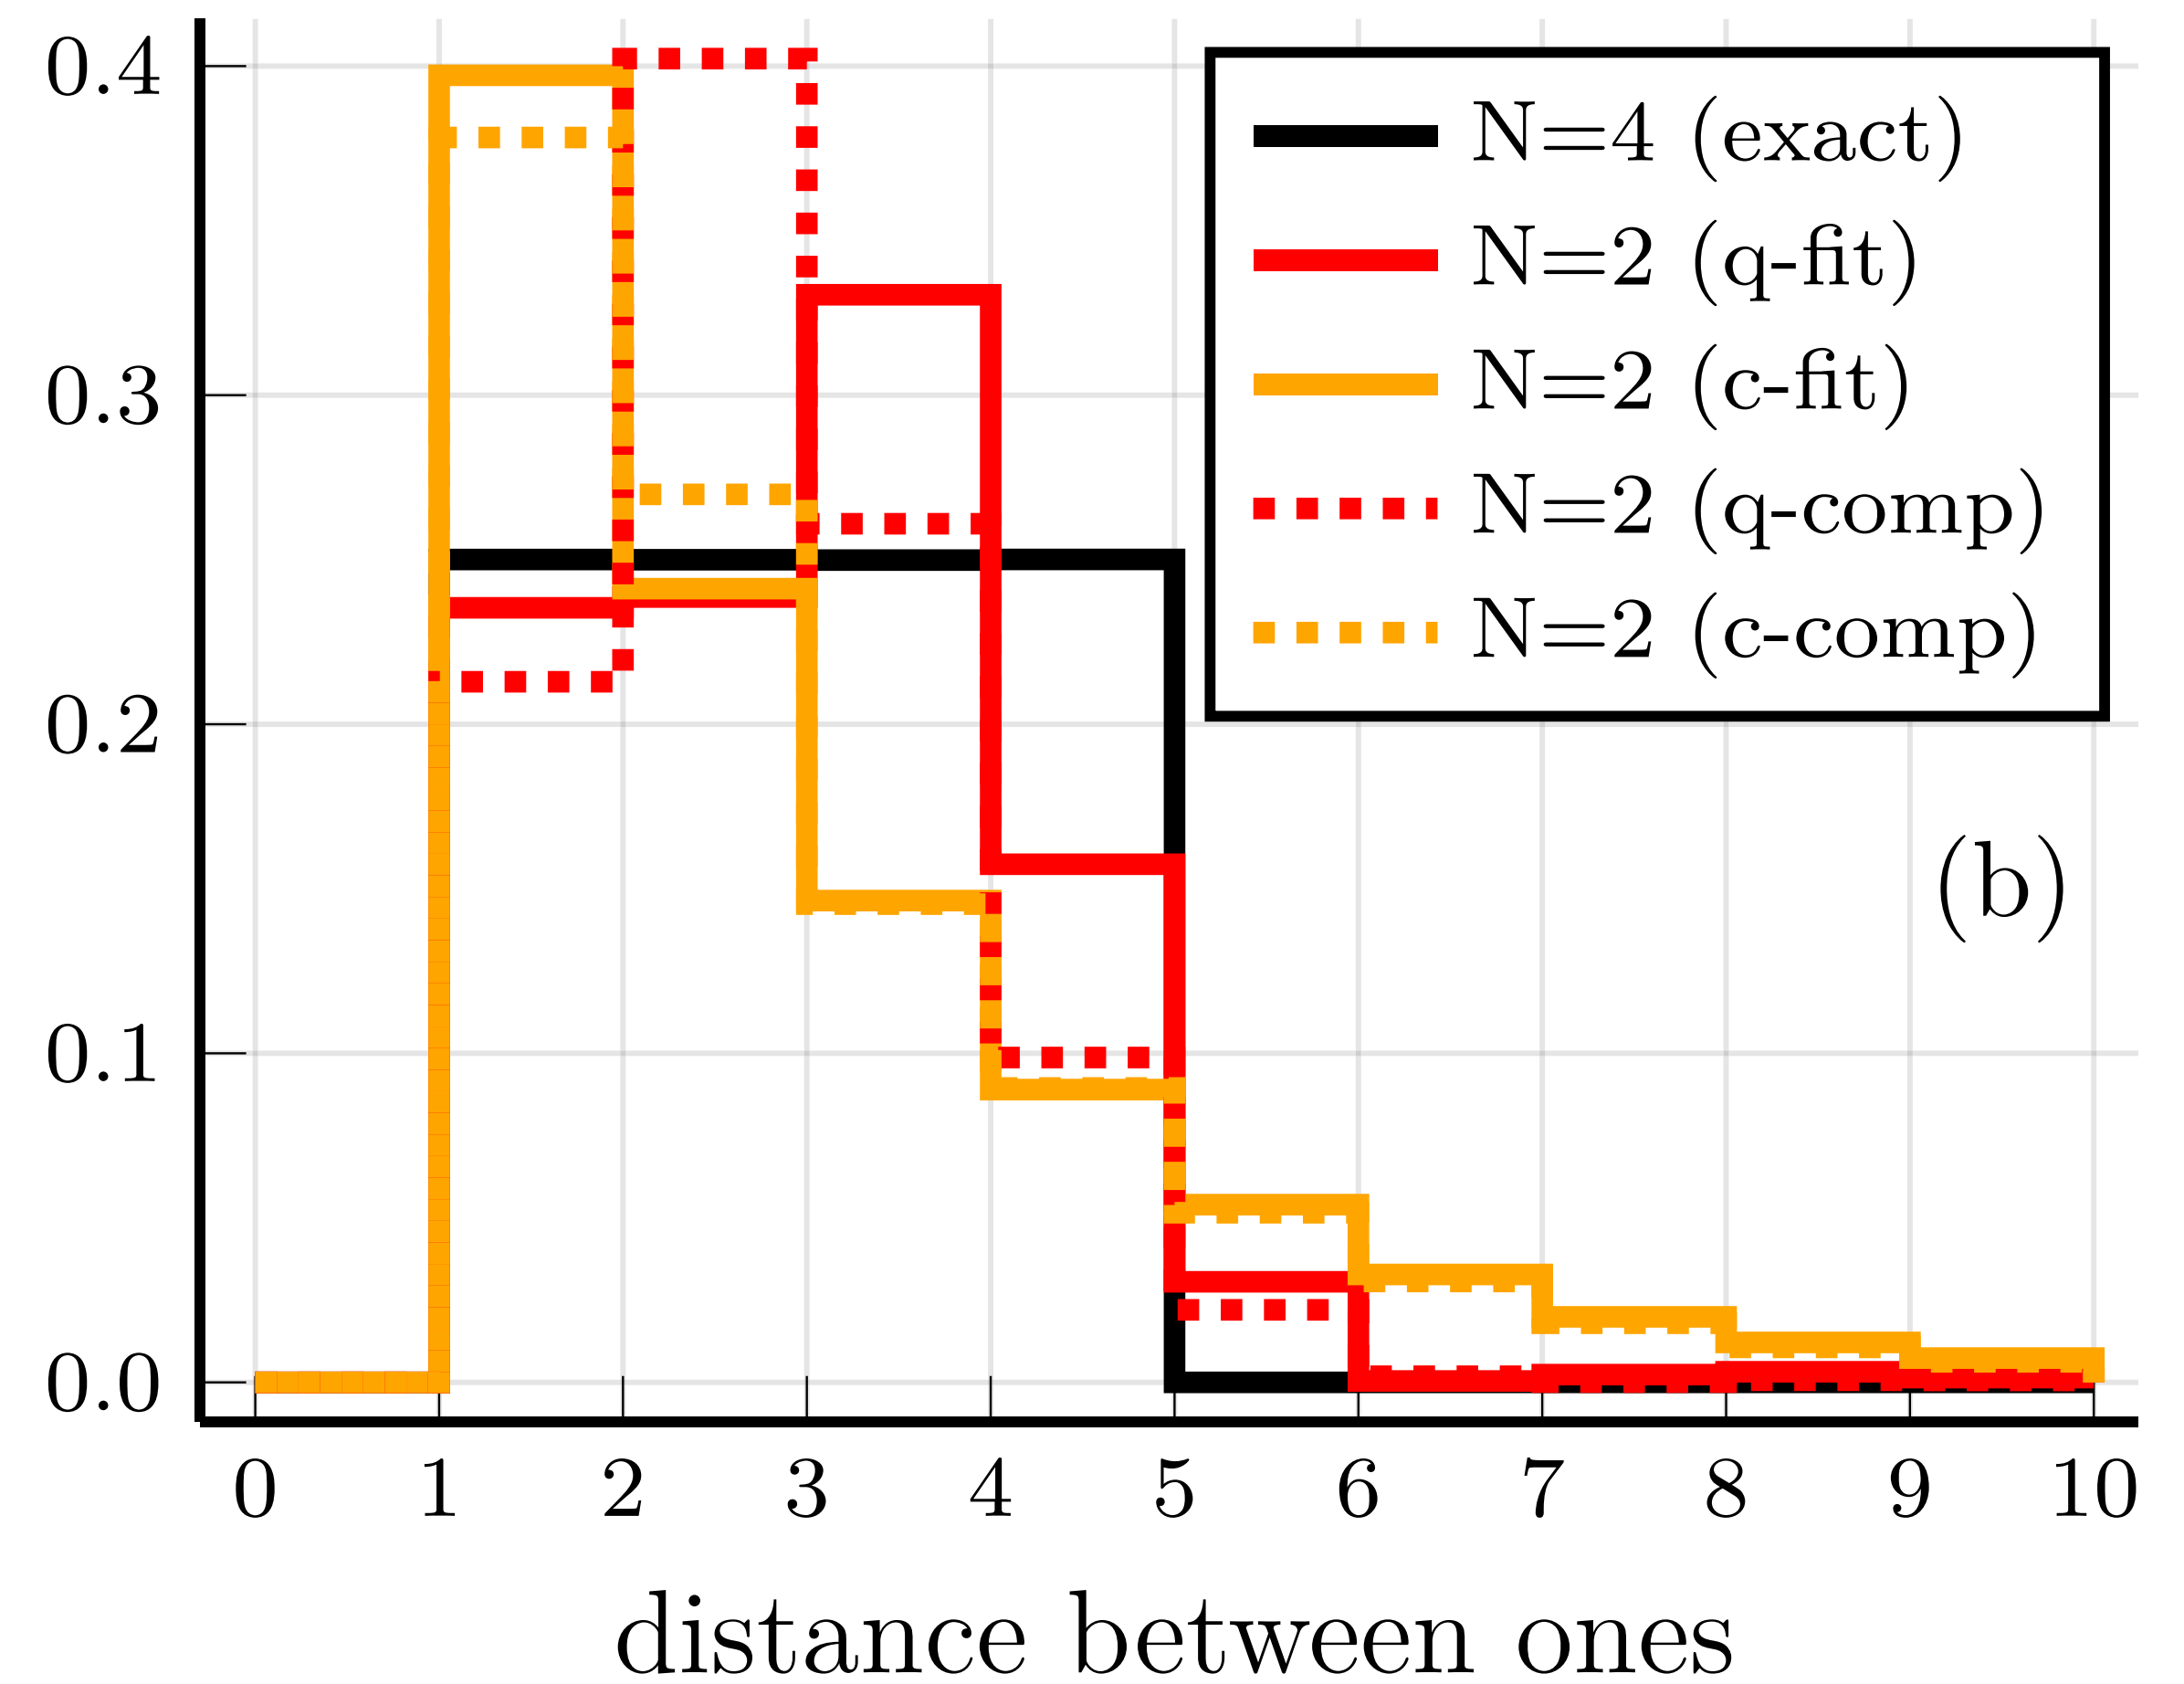 0.4
0.3
0.2
0.1
0.0
N=4 (exact)
N=2 (q-fit)
N=2 (c-fit)
N=2 (q-comp)
N=2 (c-comp)
(b)
0 1 2 3 4 5 6 7 8 9 10
distance between ones